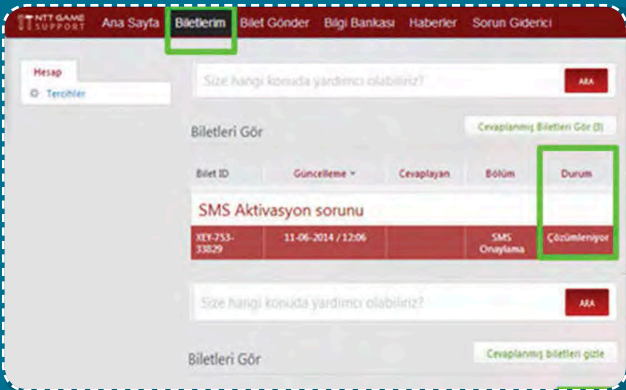 NTT GAME
SUPPORT
Ana Sayfa Biletlerim Bilet Gönder Bilgi Bankası Haberler Sorun Giderici
Hesap
Tercihler
Size hangi konuda yardımcı olabiliriz?
ARA
Biletleri Gör
Cevaplanmış Biletleri Gör (3)
Bilet ID Güncelleme Cevaplayan Bölüm Durum
SMS Aktivasyon sorunu
XEY-753-
33829
11-06-2014 / 12:06
SMS
Onaylama
Çözümleniyor
Size hangi konuda yardımcı olabiliriz?
ARA
Biletleri Gör
Cevaplanmış biletleri gizle